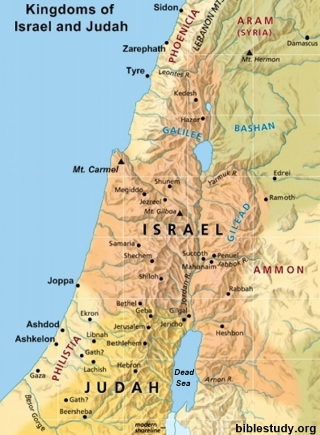 Kingdoms of
Israel and Judah
Sidon
PHOENICIA
LEBANON MT.
ARAM
(SYRIA)
Damascus
Zarephath
Mt. Hermon
Tyre
Leontes R.
Kedesh
Hazor
GALILEE
BASHAN
Mt. Carmel
Yarmuk R.
Edrei
Shunem
Megiddo
Jezreel
Mt. Gilboa
Ramoth
GILEAD
ISRAEL
Samaria
Shechem
Succoth
Penuel
Mahanaim
Jabbok R.
AMMON
Shiloh
Jordan R.
Joppa
Rabbah
Bethel
Geba
Gilgal
Ekron
Jerusalem
Jericho
Ashdod
Libnah
Heshbon
Ashkelon
Bethlehem
PHILISTIA
Gath?
Lachish
Hebron
Dead
Sea
Gaza
JUDAH
Arnon R.
Gath?
Besor Gorge
Beersheba
modern
shoreline
biblestudy.org